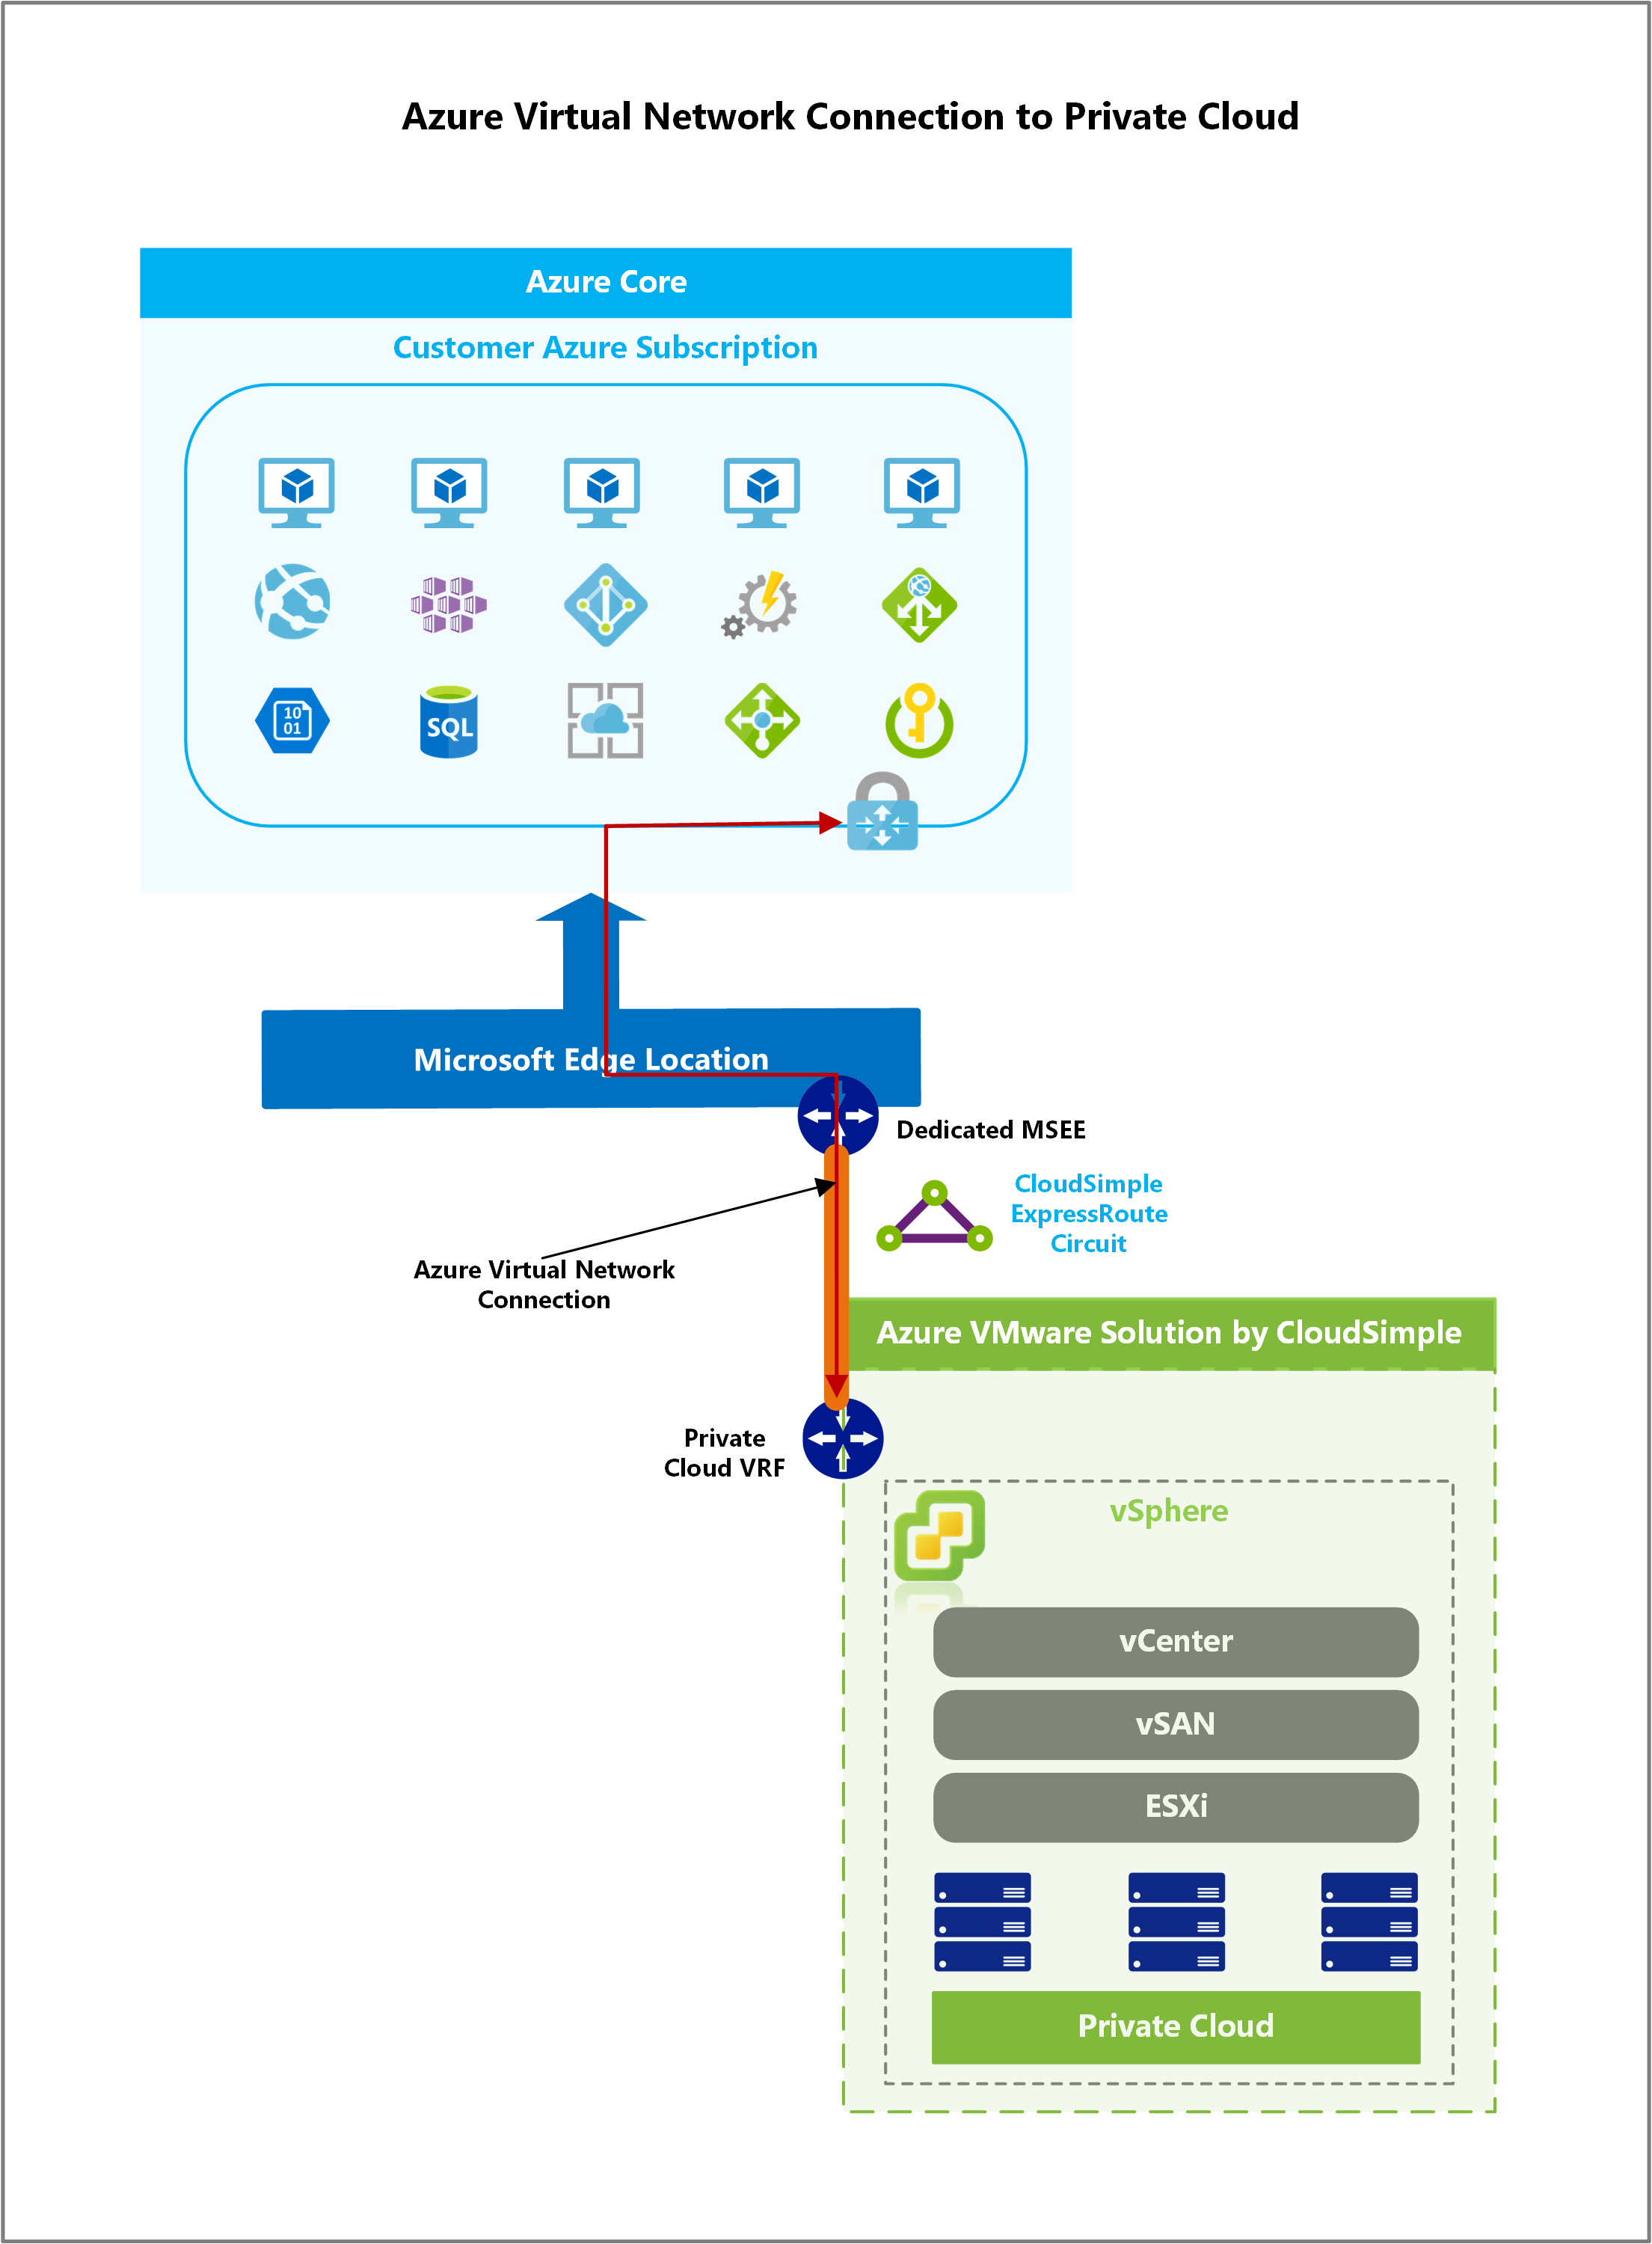 Azure Virtual Network Connection to Private Cloud
Azure Core
Customer Azure Subscription
10
01
SQL
Microsoft Edge Location
Dedicated MSEE
CloudSimple
ExpressRoute
Circuit
Azure Virtual Network
Connection
Azure VMware Solution by CloudSimple
Private
Cloud VRF
vSphere
vCenter
vSAN
ESXi
Private Cloud